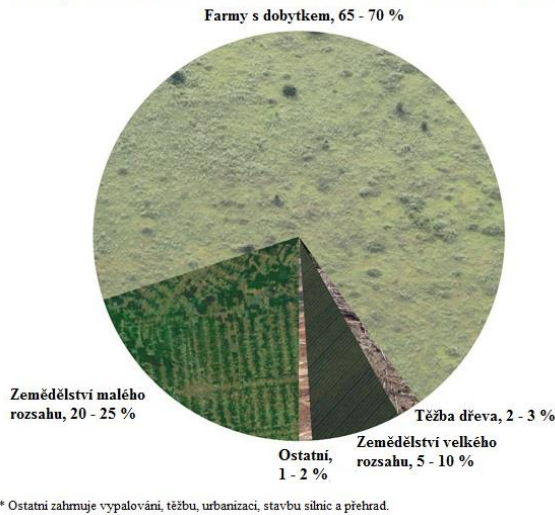 Farmy s dobytkem, 65 - 70 %
Zemědělství malého
rozsahu, 20 - 25 %
Ostatní,
1 - 2 %
Zemědělství velkého
rozsahu, 5 - 10 %
Těžba dřeva, 2 - 3 %
* Ostatní zahrnuje vypalování, těžbu, urbanizaci, stavbu silnic a přehrad.